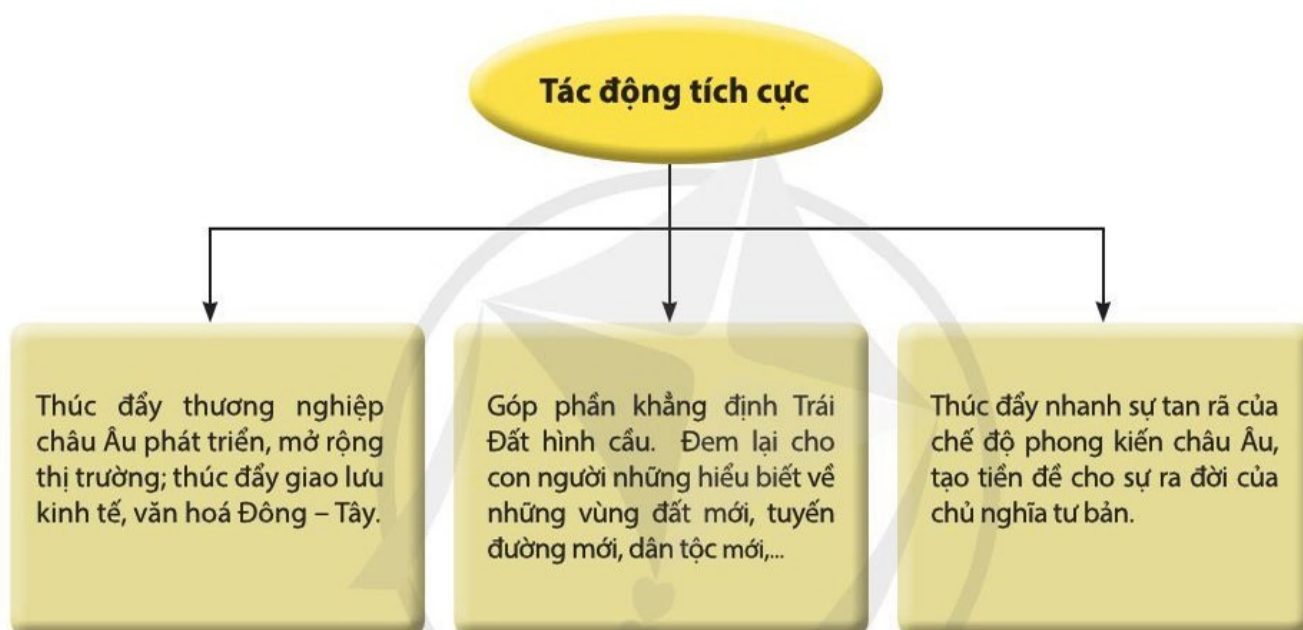 Tác động tích cực
Thúc đẩy thương nghiệp
châu Âu phát triển, mở rộng
thị trường; thúc đẩy giao lưu
kinh tế, văn hoá Đông – Tây.
Góp phần khẳng định Trái
Đất hình cầu. Đem lại cho
con người những hiểu biết về
những vùng đất mới, tuyến
đường mới, dân tộc mới,...
Thúc đẩy nhanh sự tan rã của
chế độ phong kiến châu Âu,
tạo tiền đề cho sự ra đời của
chủ nghĩa tư bản.